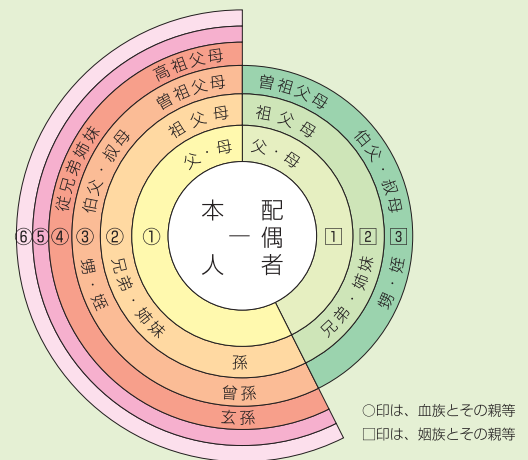 高祖父母
曽祖父母
祖父母
父・母
曽祖父母
祖父母
父・母
従兄弟姉妹
伯父・叔母
伯父・叔母
本人
―
配偶者
⑥⑤④③②①
1 2 3
甥・姪
兄弟・姉妹
兄弟・姉妹
甥・姪
孫
曾孫
玄孫
○印は、血族とその親等
□印は、姻族とその親等